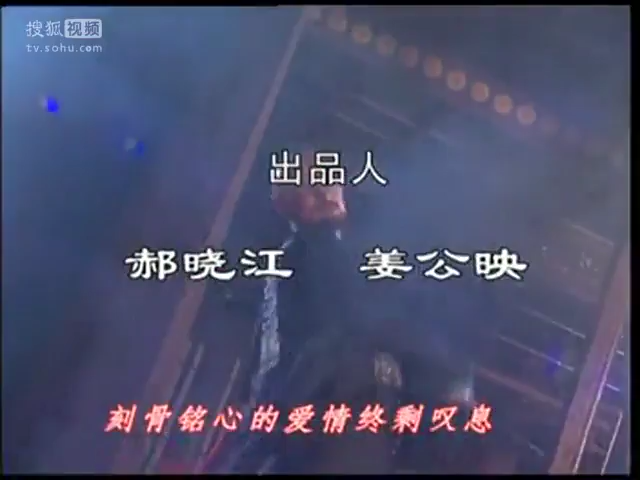 搜狐视频
tv.sohu.com
出品人
郝晓江 姜公映
刻骨铭心的爱情终剩叹息